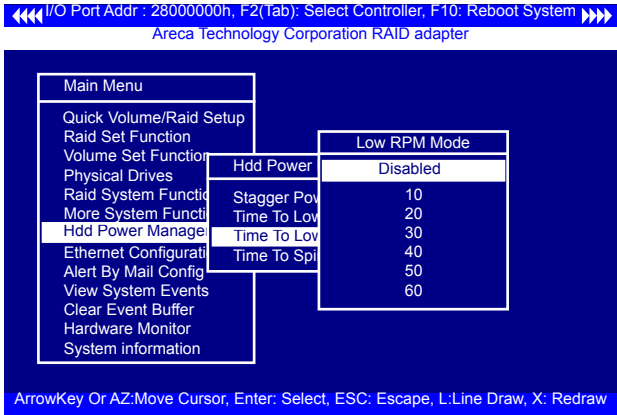 I/O Port Addr : 28000000h, F2(Tab): Select Controller, F10: Reboot System
Areca Technology Corporation RAID adapter
Main Menu
Quick Volume/Raid Setup
Raid Set Function
Volume Set Function
Physical Drives
Raid System Functi
More System Functi
Hdd Power Manage
Ethernet Configurati
Alert By Mail Config
View System Events
Clear Event Buffer
Hardware Monitor
System information
Hdd Power
Stagger Pow
Time To Low
Time To Low
Time To Spi
Low RPM Mode
Disabled
10
20
30
40
50
60
ArrowKey Or AZ:Move Cursor, Enter: Select, ESC: Escape, L:Line Draw, X: Redraw